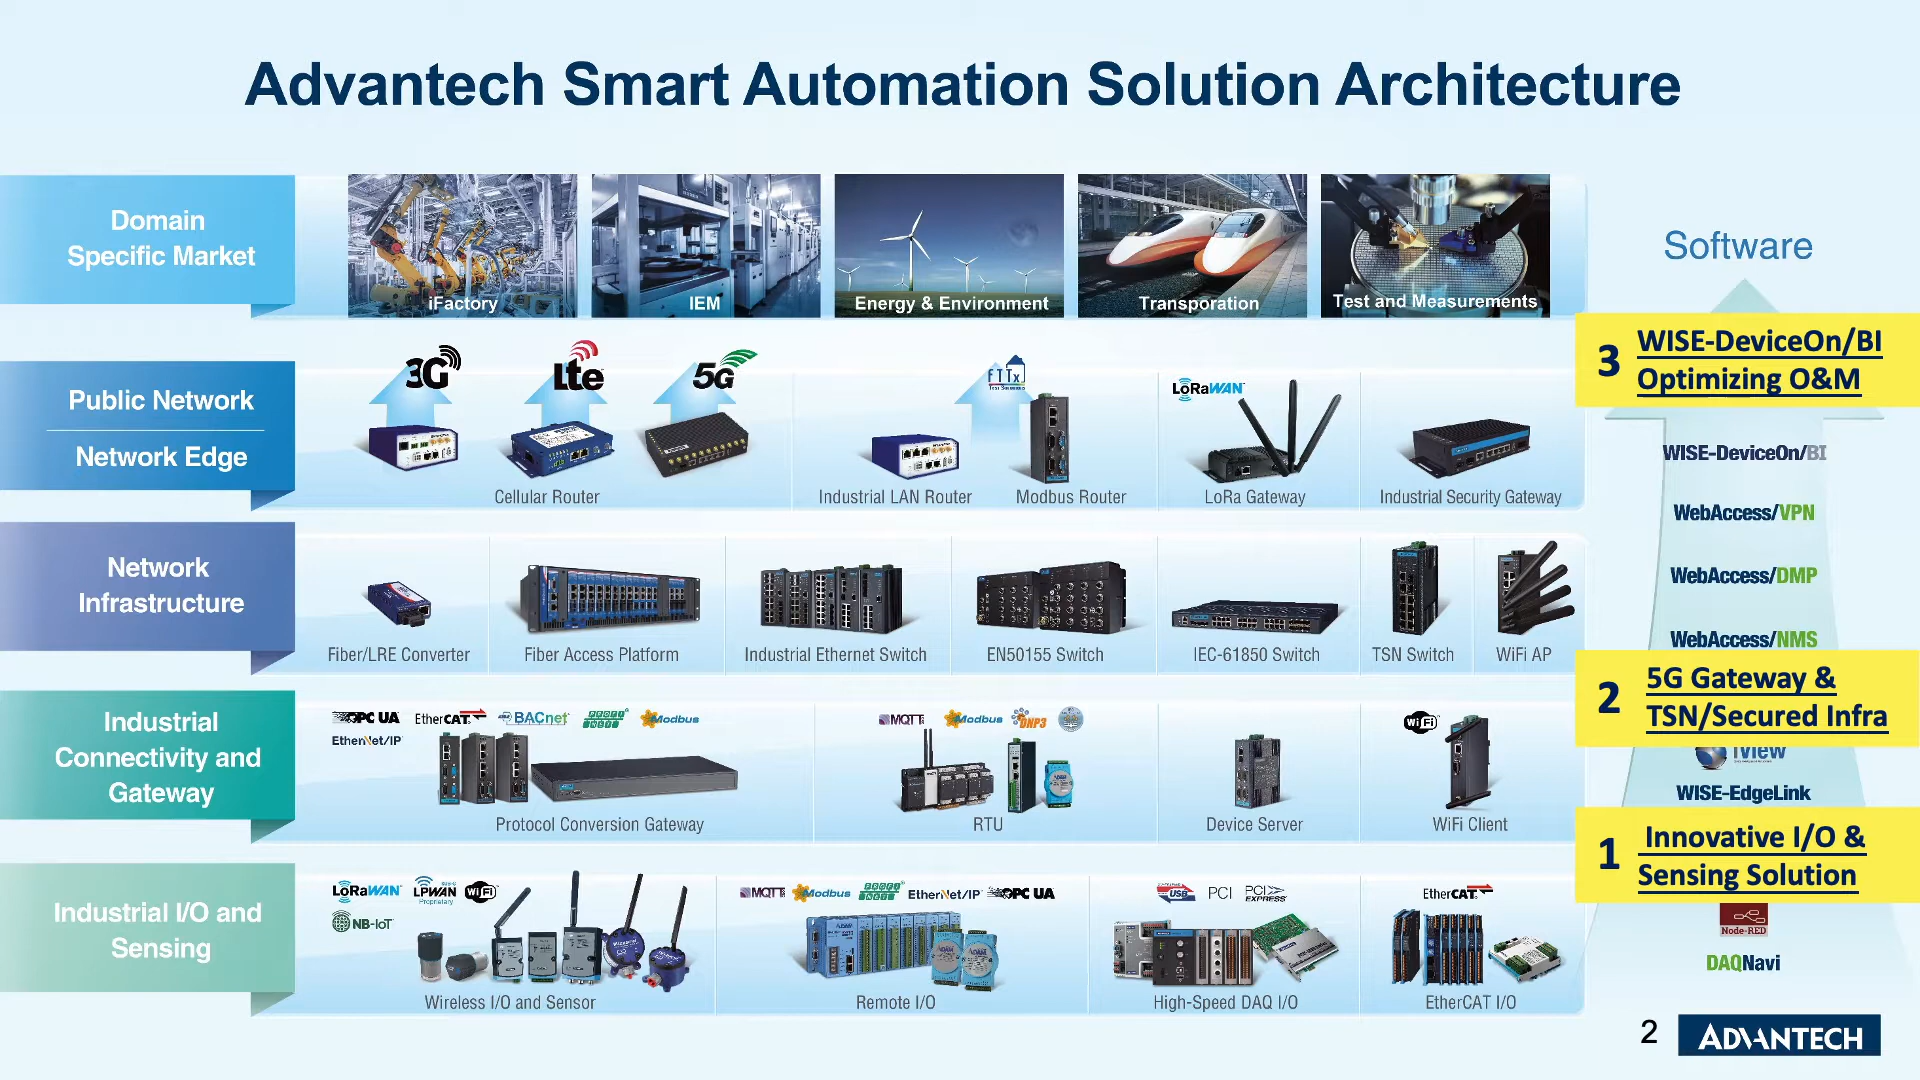 Advantech Smart Automation Solution Architecture
Domain
Specific Market
iFactory
IEM
Energy & Environment
Transporation
Test and Measurements
Software
3
WISE-DeviceOn/BI
Optimizing O&M
Public Network
Network Edge
3G
Lte
5G
FTTx
LoRaWAN
Cellular Router
Industrial LAN Router
Modbus Router
LoRa Gateway
Industrial Security Gateway
WISE-DeviceOn/BI
WebAccess/VPN
WebAccess/DMP
WebAccess/NMS
Network
Infrastructure
Fiber/LRE Converter
Fiber Access Platform
Industrial Ethernet Switch
EN50155 Switch
IEC-61850 Switch
TSN Switch
WiFi AP
2
5G Gateway &
TSN/Secured Infra
Industrial
Connectivity and
Gateway
OPC UA
EtherCAT
BACnet
PROFI NET
Modbus
EtherNet/IP
MQTT
Modbus
DNP3
WiFi
Protocol Conversion Gateway
RTU
Device Server
WiFi Client
iView
WISE-EdgeLink
1
Innovative I/O &
Sensing Solution
Industrial I/O and
Sensing
LoRaWAN
LPWAN
Proprietary
WiFi
NB-IoT
MQTT
Modbus
PROFI NET
EtherNet/IP
OPC UA
USB
PCI
PCI EXPRESS
EtherCAT
Wireless I/O and Sensor
Remote I/O
High-Speed DAQ I/O
EtherCAT I/O
Node-RED
DAQNavi
2
ADVANTECH